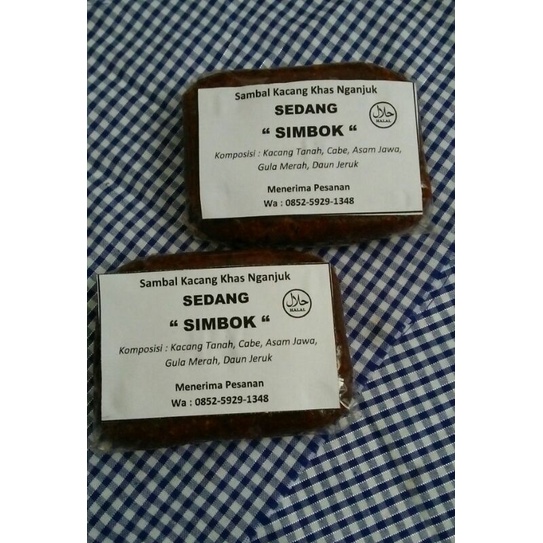 Sambal Kacang Khas Nganjuk
SEDANG
“ SIMBOK “
حلال
HALAL
Komposisi : Kacang Tanah, Cabe, Asam Jawa,
Gula Merah, Daun Jeruk
Menerima Pesanan
Wa : 0852-5929-1348
Sambal Kacang Khas Nganjuk
SEDANG
“ SIMBOK “
حلال
HALAL
Komposisi : Kacang Tanah, Cabe, Asam Jawa,
Gula Merah, Daun Jeruk
Menerima Pesanan
Wa : 0852-5929-1348